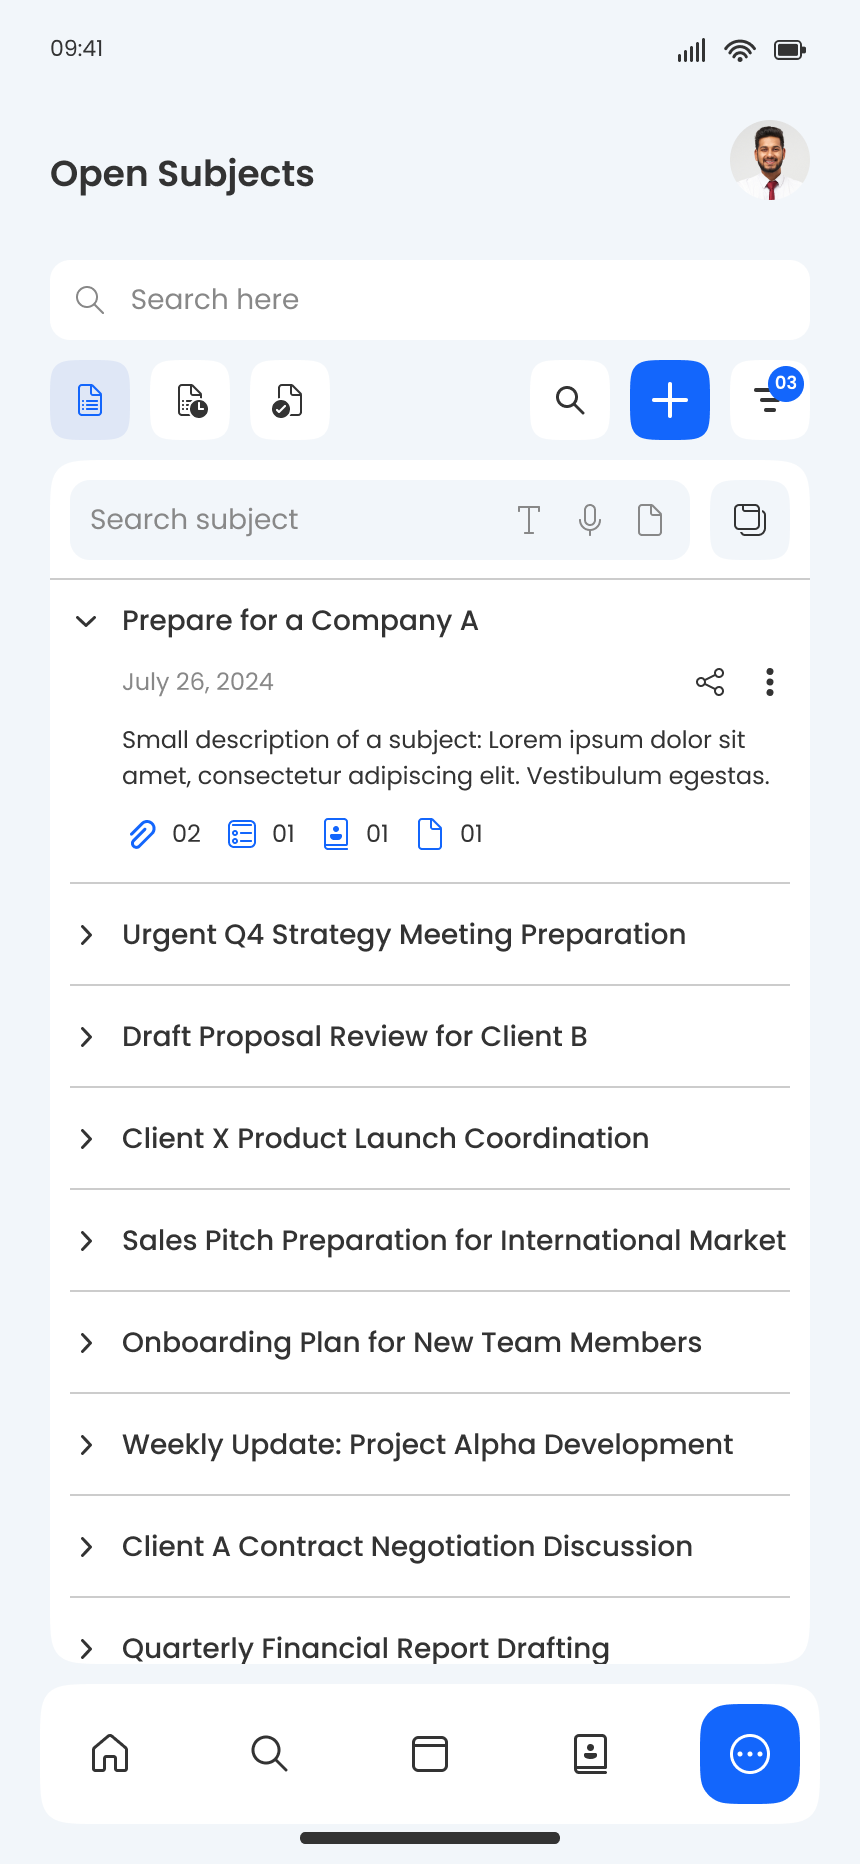 09:41
Open Subjects
Search here
03
Search subject
Prepare for a Company A
July 26, 2024
Small description of a subject: Lorem ipsum dolor sit
amet, consectetur adipiscing elit. Vestibulum egestas.
02 01 01 01
Urgent Q4 Strategy Meeting Preparation
Draft Proposal Review for Client B
Client X Product Launch Coordination
Sales Pitch Preparation for International Market
Onboarding Plan for New Team Members
Weekly Update: Project Alpha Development
Client A Contract Negotiation Discussion
Quarterly Financial Report Drafting